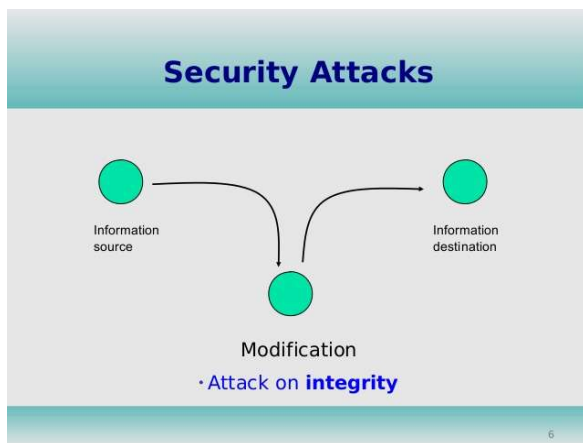 Security Attacks
Information
source
Information
destination
Modification
• Attack on integrity
6